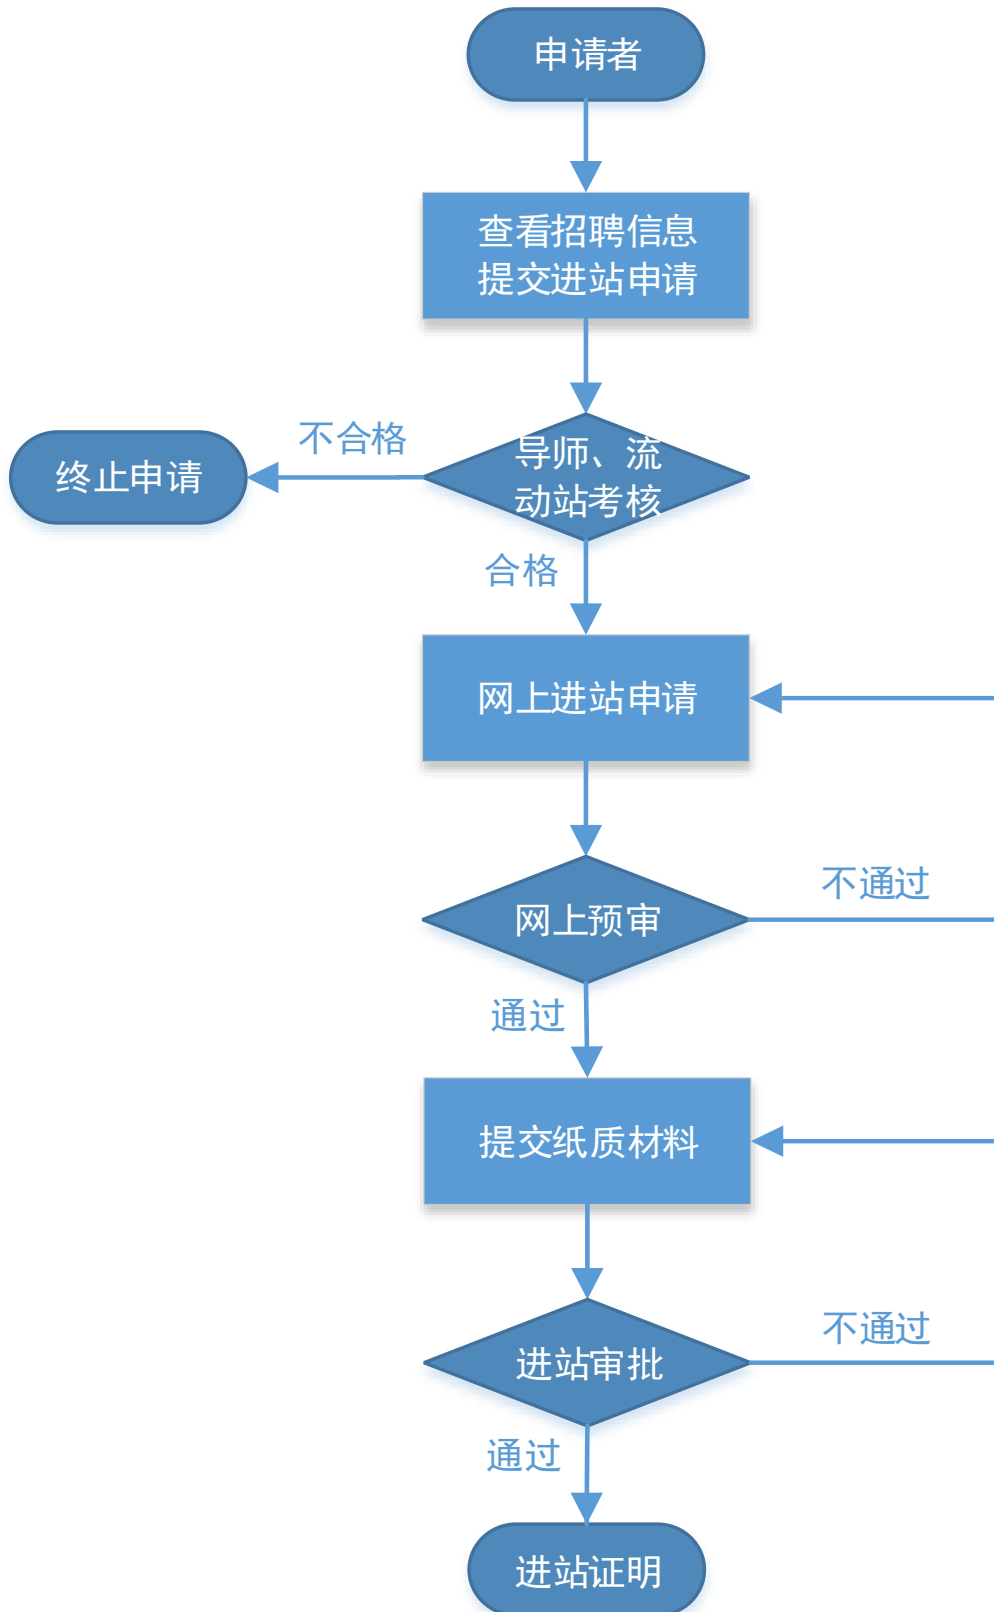 申请者
查看招聘信息
提交进站申请
不合格
导师、流
动站考核
终止申请
合格
网上进站申请
不通过
网上预审
通过
提交纸质材料
不通过
进站审批
通过
进站证明